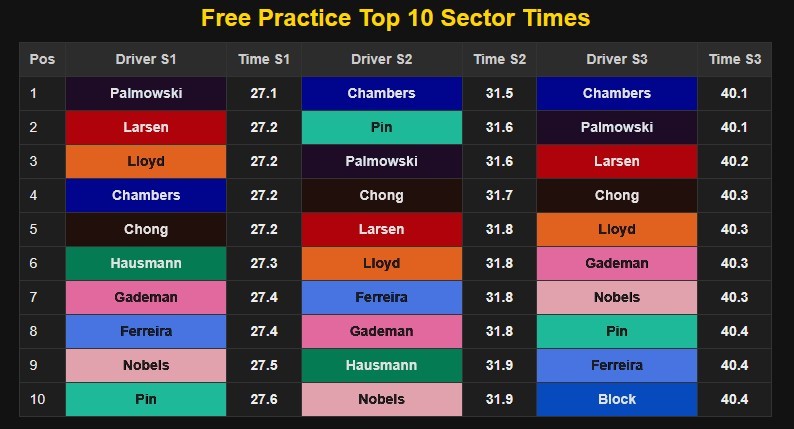 Free Practice Top 10 Sector Times
Pos Driver S1 Time S1 Driver S2 Time S2 Driver S3 Time S3
1 Palmowski 27.1 Chambers 31.5 Chambers 40.1
2 Larsen 27.2 Pin 31.6 Palmowski 40.1
3 Lloyd 27.2 Palmowski 31.6 Larsen 40.2
4 Chambers 27.2 Chong 31.7 Chong 40.3
5 Chong 27.2 Larsen 31.8 Lloyd 40.3
6 Hausmann 27.3 Lloyd 31.8 Gademan 40.3
7 Gademan 27.4 Ferreira 31.8 Nobels 40.3
8 Ferreira 27.4 Gademan 31.8 Pin 40.4
9 Nobels 27.5 Hausmann 31.9 Ferreira 40.4
10 Pin 27.6 Nobels 31.9 Block 40.4